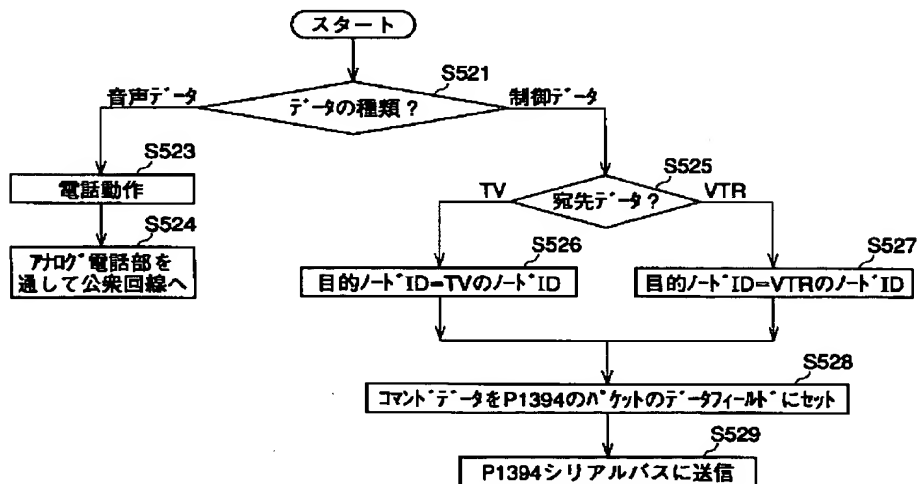 スタート
S521
音声データ
データの種類?
制御データ
S523
電話動作
S524
アナログ電話部を
通して公衆回線へ
S525
TV
宛先データ?
VTR
S526
目的ノードID=TVのノードID
S527
目的ノードID=VTRのノードID
S528
コマンドデータをP1394のパケットのデータフィールドにセット
S529
P1394シリアルバスに送信